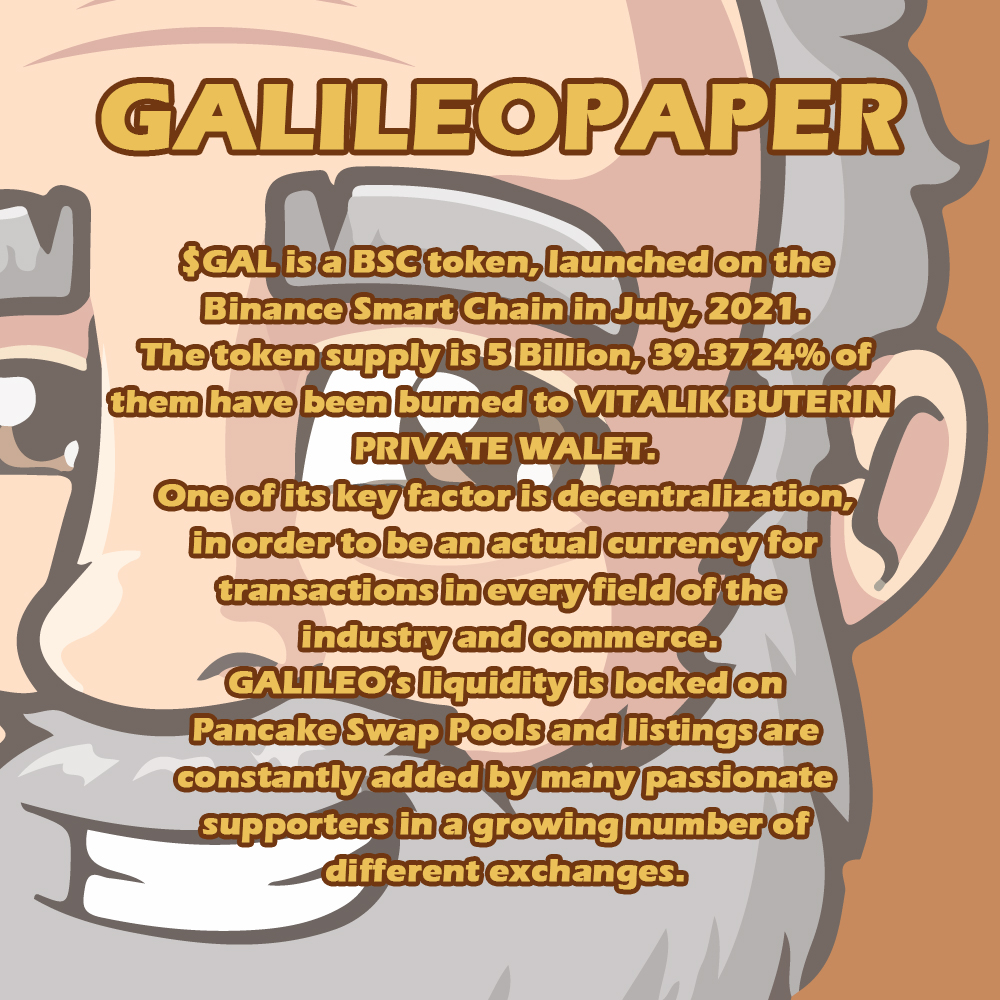 GALILEOPAPER
$GAL is a BSC token, launched on the
Binance Smart Chain in July, 2021.
The token supply is 5 Billion, 39.3724% of
them have been burned to VITALIK BUTERIN
PRIVATE WALET.
One of its key factor is decentralization,
in order to be an actual currency for
transactions in every field of the
industry and commerce.
GALILEO's liquidity is locked on
Pancake Swap Pools and listings are
constantly added by many passionate
supporters in a growing number of
different exchanges.